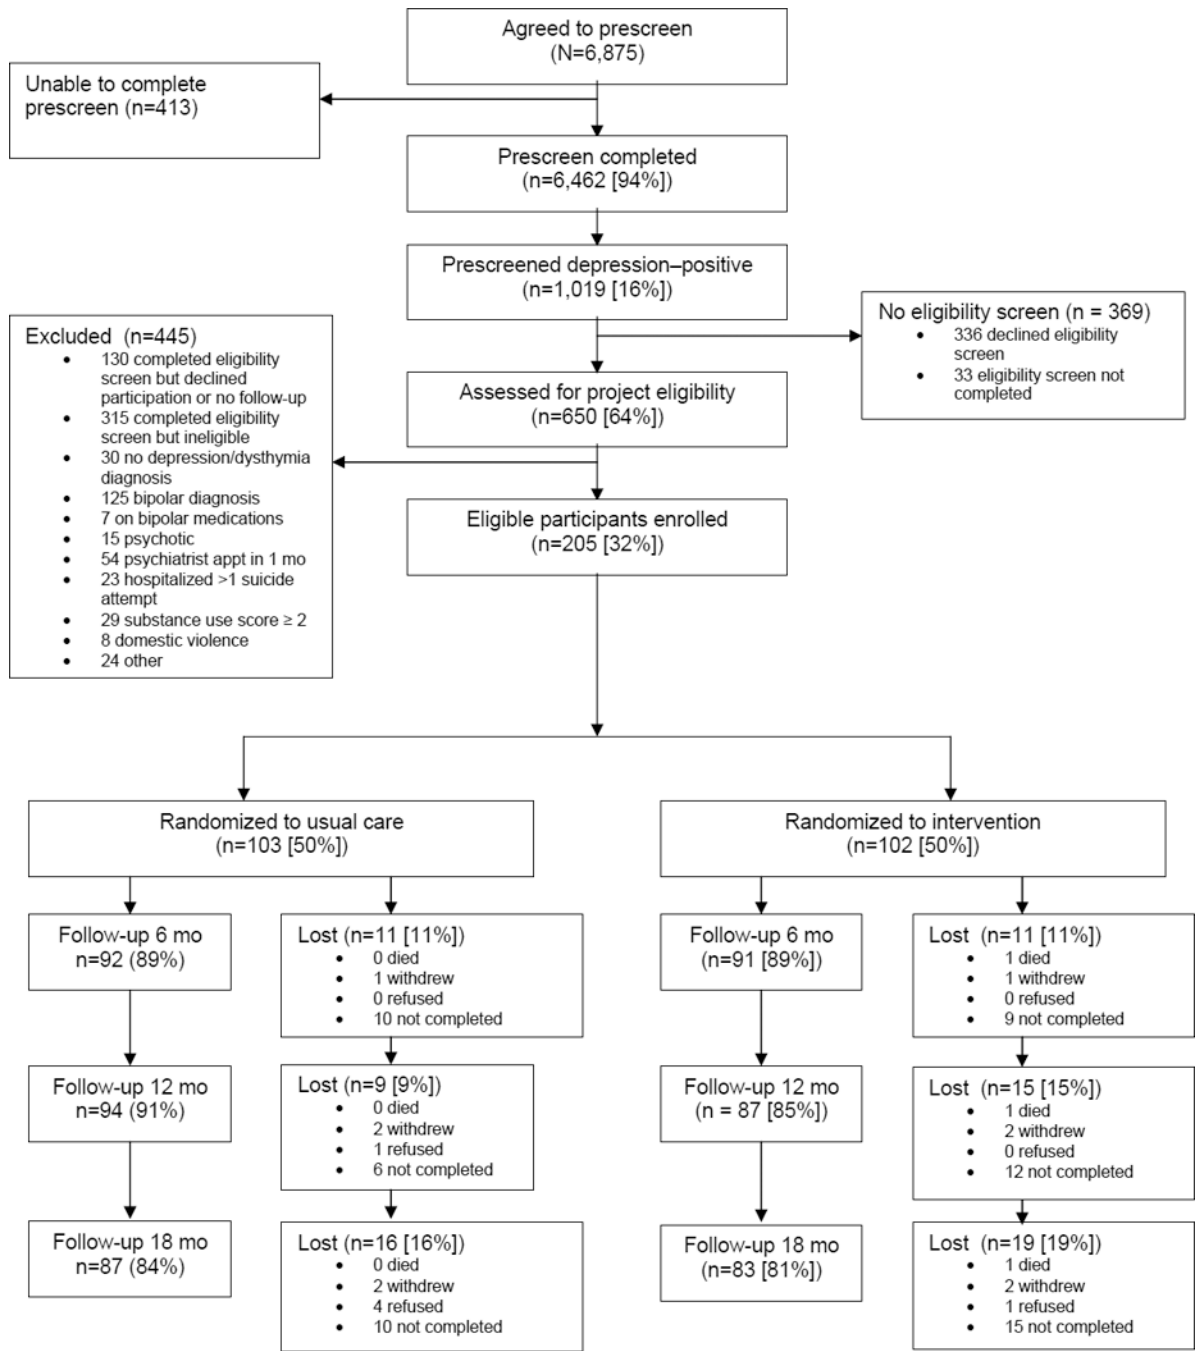 Agreed to prescreen
(N=6,875)
Unable to complete
prescreen (n=413)
Prescreen completed
(n=6,462 [94%])
Prescreened depression–positive
(n=1,019 [16%])
No eligibility screen (n = 369)
• 336 declined eligibility
screen
• 33 eligibility screen not
completed
Excluded (n=445)
• 130 completed eligibility
screen but declined
participation or no follow-up
• 315 completed eligibility
screen but ineligible
• 30 no depression/dysthymia
diagnosis
• 125 bipolar diagnosis
• 7 on bipolar medications
• 15 psychotic
• 54 psychiatrist appt in 1 mo
• 23 hospitalized >1 suicide
attempt
• 29 substance use score ≥ 2
• 8 domestic violence
• 24 other
Assessed for project eligibility
(n=650 [64%])
Eligible participants enrolled
(n=205 [32%])
Randomized to usual care
(n=103 [50%])
Randomized to intervention
(n=102 [50%])
Follow-up 6 mo
n=92 (89%)
Lost (n=11 [11%])
• 0 died
• 1 withdrew
• 0 refused
• 10 not completed
Follow-up 6 mo
(n=91 [89%])
Lost (n=11 [11%])
• 1 died
• 1 withdrew
• 0 refused
• 9 not completed
Follow-up 12 mo
n=94 (91%)
Lost (n=9 [9%])
• 0 died
• 2 withdrew
• 1 refused
• 6 not completed
Follow-up 12 mo
(n = 87 [85%])
Lost (n=15 [15%])
• 1 died
• 2 withdrew
• 0 refused
• 12 not completed
Follow-up 18 mo
n=87 (84%)
Lost (n=16 [16%])
• 0 died
• 2 withdrew
• 4 refused
• 10 not completed
Follow-up 18 mo
(n=83 [81%])
Lost (n=19 [19%])
• 1 died
• 2 withdrew
• 1 refused
• 15 not completed